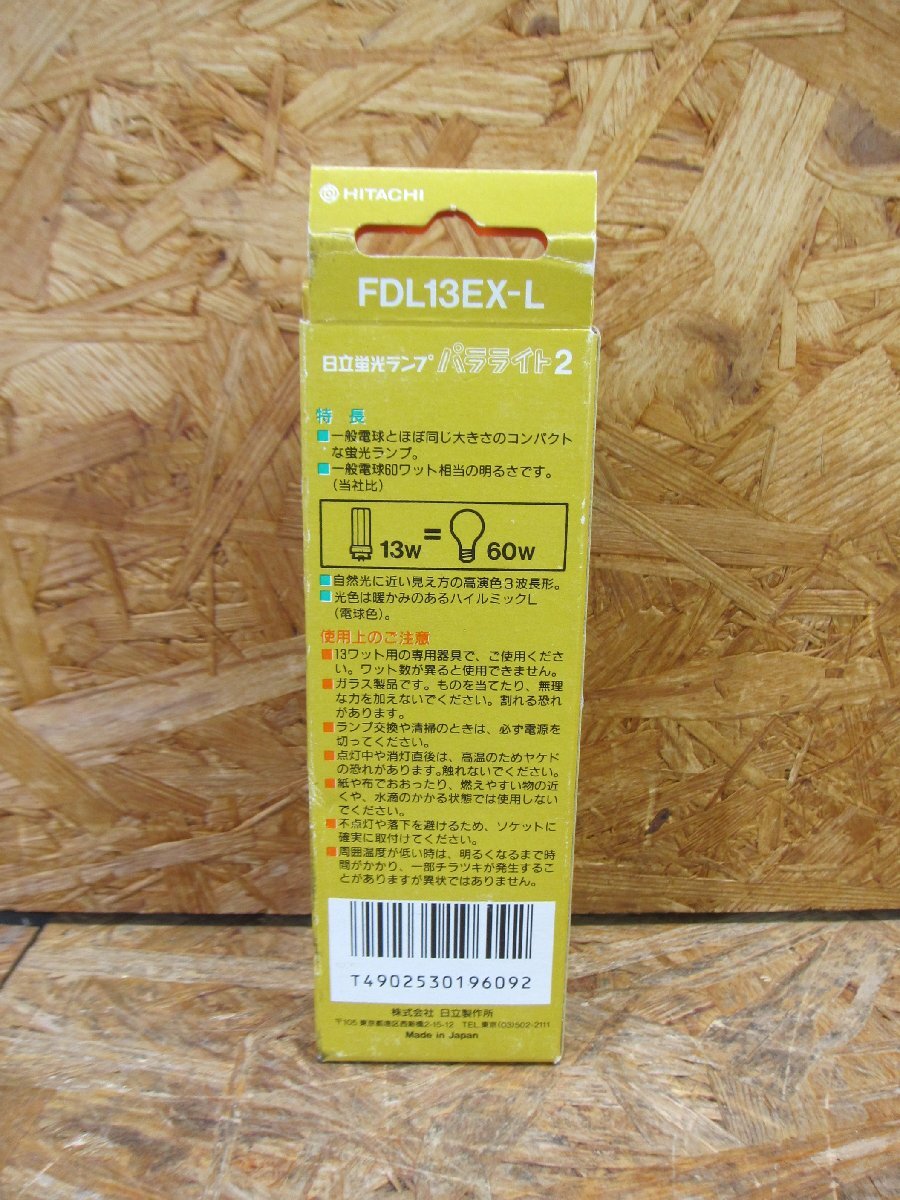 HITACHI
FDL13EX-L
日立蛍光ランプ パラライト2
特長
■一般電球とほぼ同じ大きさのコンパクト
な蛍光ランプ。
■一般電球60ワット相当の明るさです。
(当社比)
13W = 60W
■自然光に近い見え方の高演色3波長形。
■光色は暖かみのあるハイルミックL
(電球色)。
使用上のご注意
■13ワット用の専用器具で、ご使用くださ
い。ワット数が異ると使用できません。
■ガラス製品です。ものを当てたり、無理
な力を加えないでください。割れる恐れ
があります。
■ランプ交換や清掃のときは、必ず電源を
切ってください。
■点灯中や消灯直後は、高温のためヤケド
の恐れがあります。触れないでください。
■紙や布でおおったり、燃えやすい物の近
くや、水滴のかかる状態では使用しない
でください。
■不点灯や落下を避けるため、ソケットに
確実に取付けてください。
■周囲温度が低い時は、明るくなるまで時
間がかかり、一部チラツキが発生するこ
とがありますが異状ではありません。
T4902530196092
株式会社 日立製作所
〒105 東京都港区西新橋2-15-12 TEL 東京(03)502-2111
Made in Japan